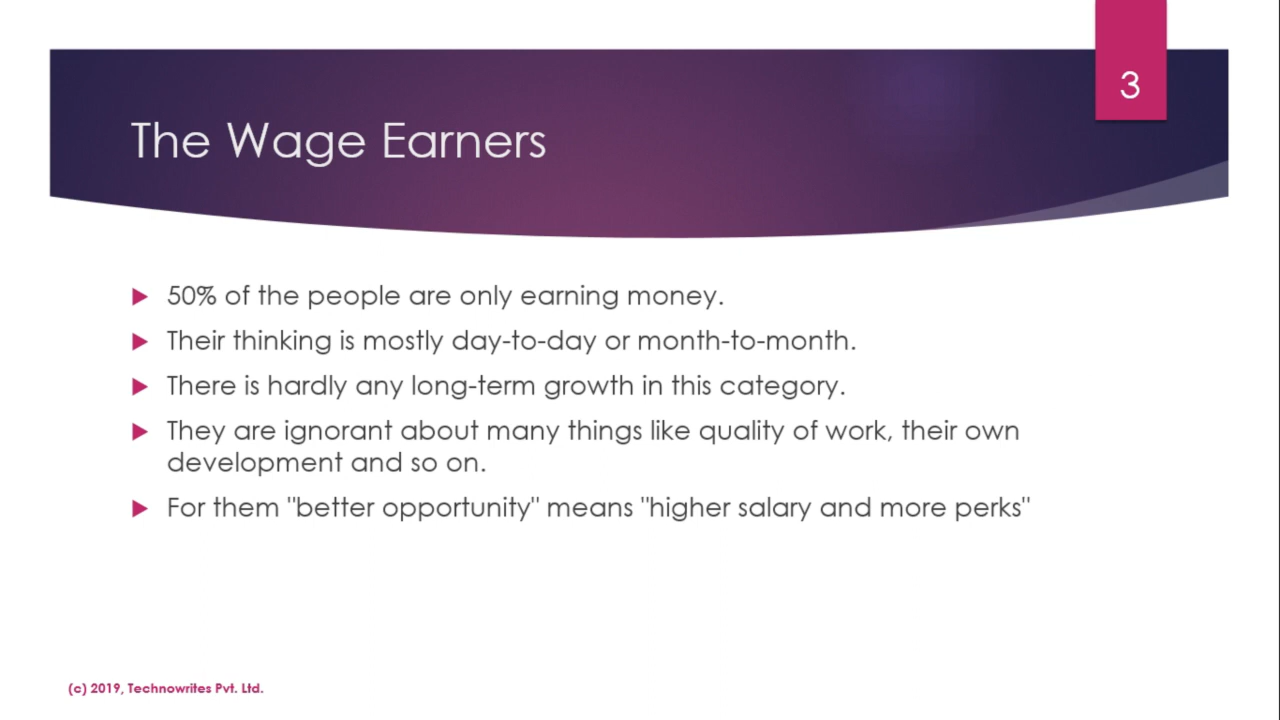 3
The Wage Earners
50% of the people are only earning money.
Their thinking is mostly day-to-day or month-to-month.
There is hardly any long-term growth in this category.
They are ignorant about many things like quality of work, their own
development and so on.
For them "better opportunity" means "higher salary and more perks"
(c) 2019, Technowrites Pvt. Ltd.